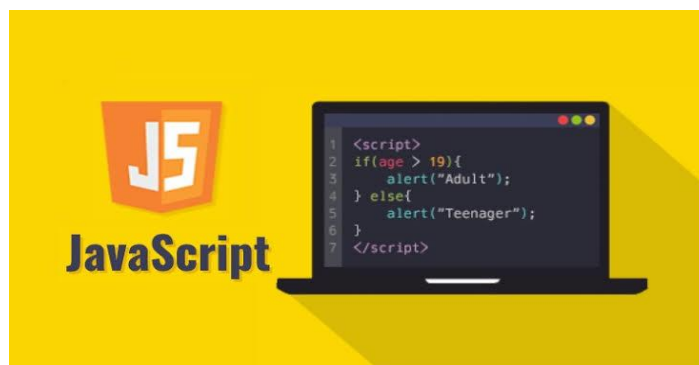 JS
JavaScript
1 <script>
2 if(age > 19){
3 alert(“Adult”);
4 } else{
5 alert(“Teenager”);
6 }
7 </script>